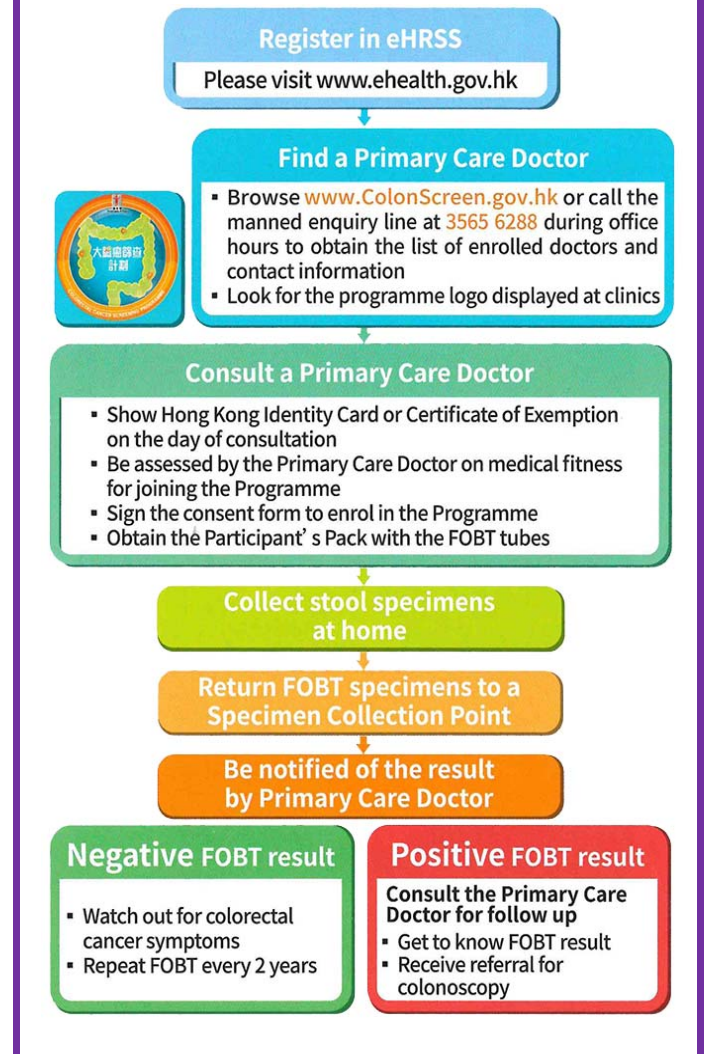 Register in eHRSS
Please visit www.ehealth.gov.hk
Find a Primary Care Doctor
▪ Browse www.ColonScreen.gov.hk or call the
manned enquiry line at 3565 6288 during office
hours to obtain the list of enrolled doctors and
contact information
▪ Look for the programme logo displayed at clinics
大腸癌篩查
計劃
COLORECTAL CANCER SCREENING PROGRAMME
Consult a Primary Care Doctor
▪ Show Hong Kong Identity Card or Certificate of Exemption
on the day of consultation
▪ Be assessed by the Primary Care Doctor on medical fitness
for joining the Programme
▪ Sign the consent form to enrol in the Programme
▪ Obtain the Participant’s Pack with the FOBT tubes
Collect stool specimens
at home
Return FOBT specimens to a
Specimen Collection Point
Be notified of the result
by Primary Care Doctor
Negative FOBT result
▪ Watch out for colorectal
cancer symptoms
▪ Repeat FOBT every 2 years
Positive FOBT result
Consult the Primary Care
Doctor for follow up
▪ Get to know FOBT result
▪ Receive referral for
colonoscopy